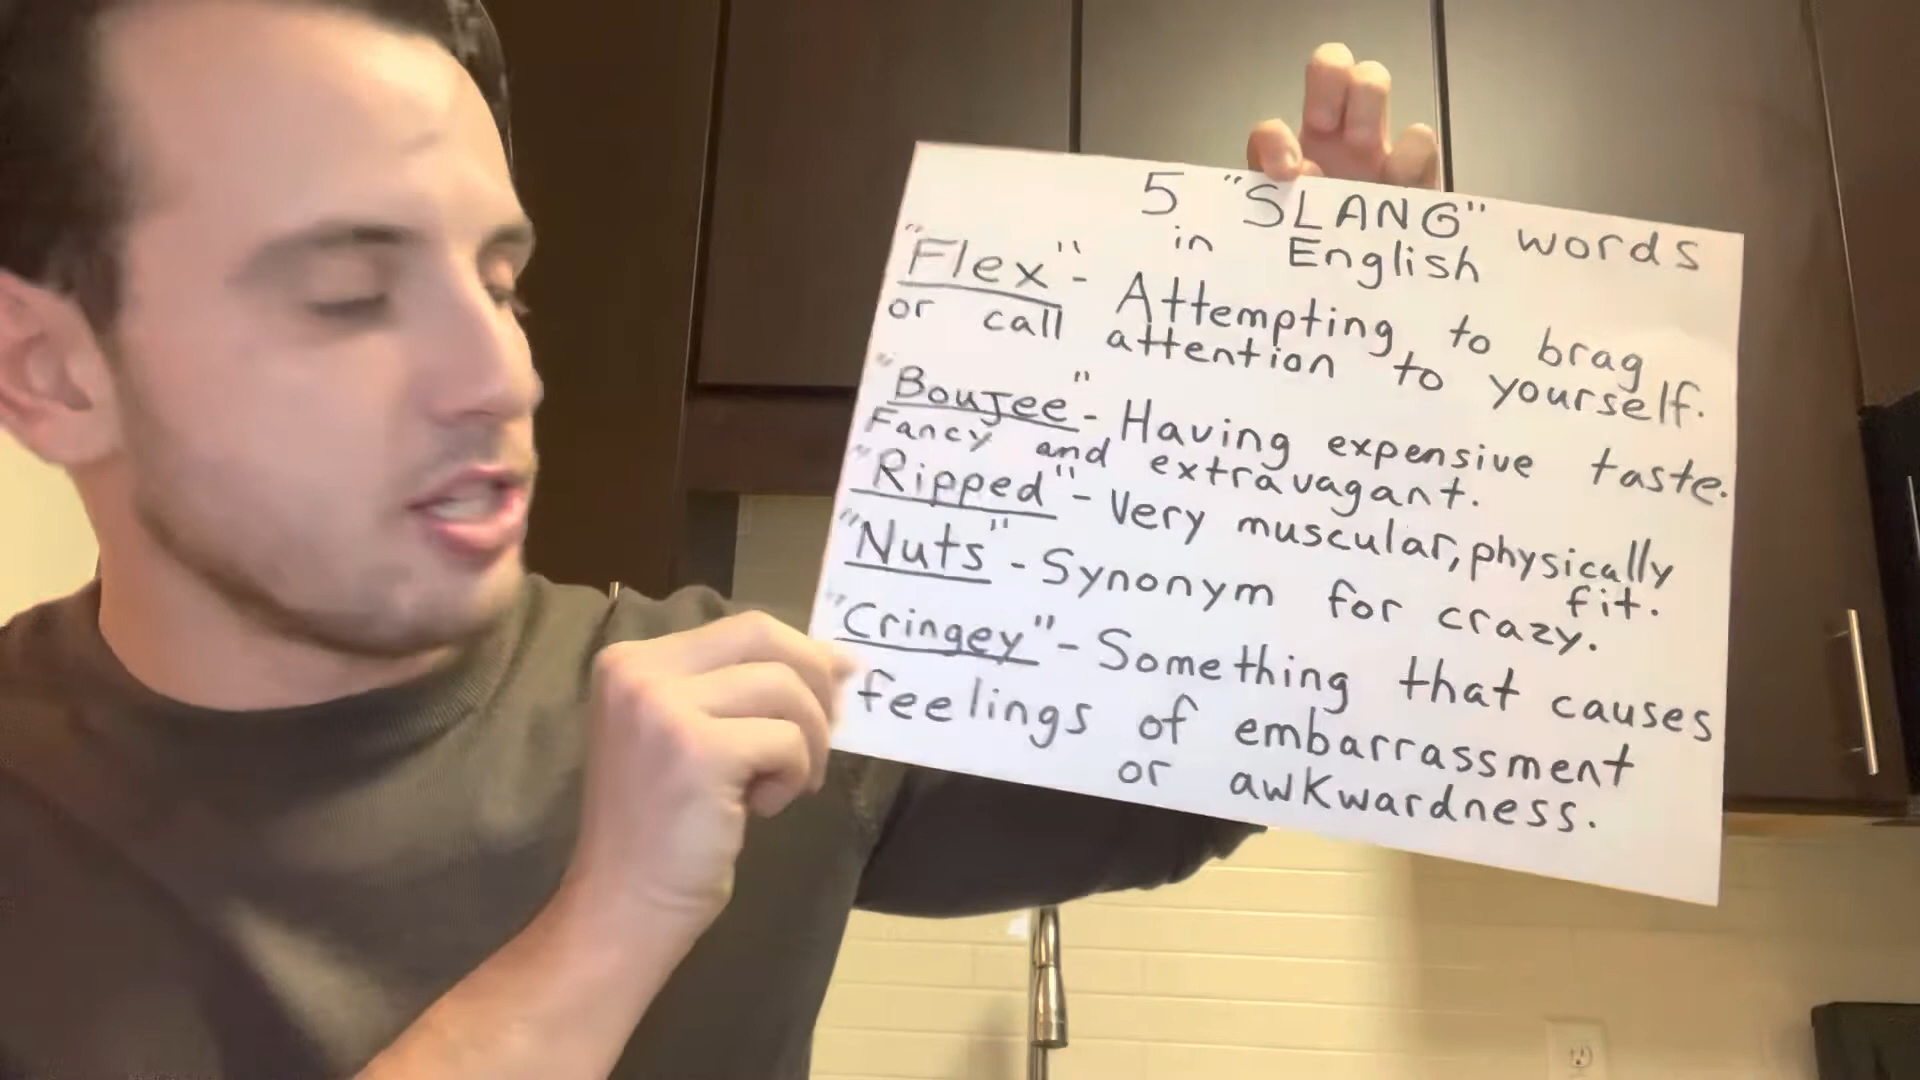 5 "SLANG" words
in English
"Flex" - Attempting to brag
or call attention to yourself.
"Boujee" - Having expensive taste.
Fancy and extravagant.
"Ripped" - Very muscular, physically
fit.
"Nuts" - Synonym for crazy.
"Cringey" - Something that causes
feelings of embarrassment
or awkwardness.